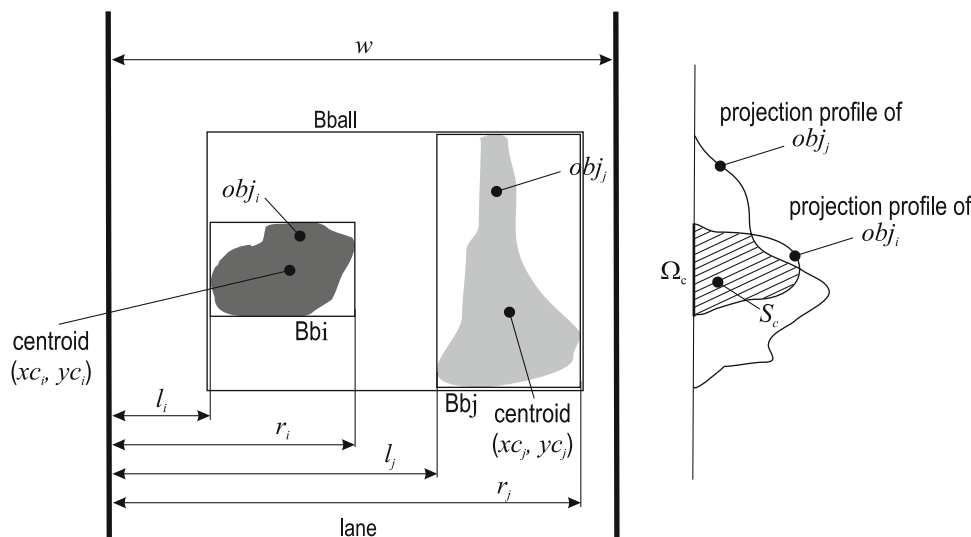 w
Bball
obj_i
obj_j
Bbi
centroid
(xc_i, yc_i)
Bbj
centroid
(xc_j, yc_j)
l_i
r_i
l_j
r_j
lane
projection profile of
obj_j
projection profile of
obj_i
Ω_c
S_c